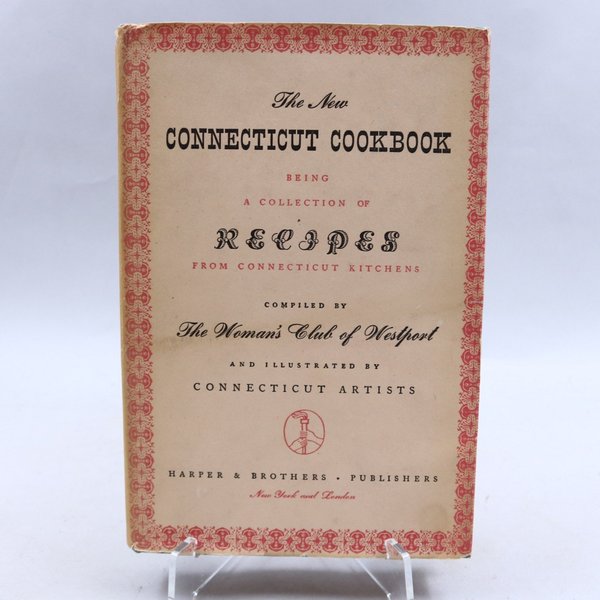 The New
CONNECTICUT COOKBOOK
BEING
A COLLECTION OF
RECIPES
FROM CONNECTICUT KITCHENS
COMPILED BY
The Woman's Club of Westport
AND ILLUSTRATED BY
CONNECTICUT ARTISTS
HARPER & BROTHERS • PUBLISHERS
New York and London